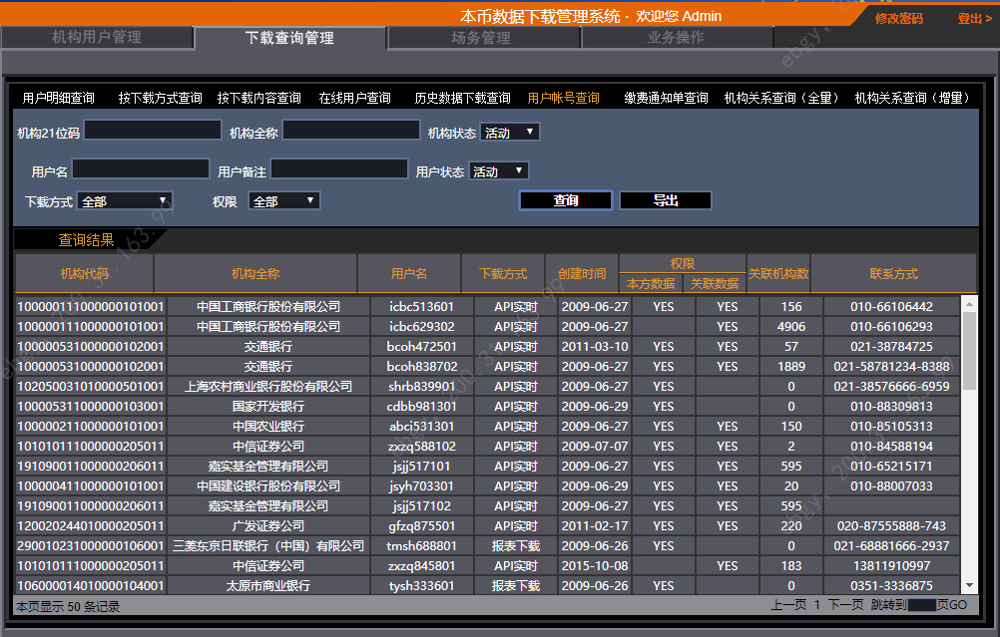 本币数据下载管理系统 · 欢迎您 Admin 修改密码 登出 >
机构用户管理 下载查询管理 场务管理 业务操作
用户明细查询 按下载方式查询 按下载内容查询 在线用户查询 历史数据下载查询 用户帐号查询 缴费通知单查询 机构关系查询（全量） 机构关系查询（增量）
机构21位码 机构全称 机构状态 活动
用户名 用户备注 用户状态 活动
下载方式 全部 权限 全部 查询 导出
查询结果
机构代码 机构全称 用户名 下载方式 创建时间 权限 关联机构数 联系方式
本方数据 关联数据
100001111000000101001 中国工商银行股份有限公司 icbc513601 API实时 2009-06-27 YES YES 156 010-66106442
100001111000000101001 中国工商银行股份有限公司 icbc629302 API实时 2009-06-27 YES 4906 010-66106293
100005311000000102001 交通银行 bcoh472501 API实时 2011-03-10 YES YES 57 021-38784725
100005311000000102001 交通银行 bcoh838702 API实时 2009-06-27 YES YES 1889 021-58781234-8388
102050031010000501001 上海农村商业银行股份有限公司 shrb839901 API实时 2009-06-27 YES 0 021-38576666-6959
100005311000000103001 国家开发银行 cdbb981301 API实时 2009-06-29 YES 0 010-88309813
100002111000000101001 中国农业银行 abci531301 API实时 2009-06-27 YES YES 150 010-85105313
101010111000000205011 中信证券公司 zxzq588102 API实时 2009-07-07 YES YES 2 010-84588194
191090011000000206011 嘉实基金管理有限公司 jsjj517101 API实时 2009-06-27 YES YES 595 010-65215171
100004111000000101001 中国建设银行股份有限公司 jsyh703301 API实时 2009-06-29 YES YES 20 010-88007033
191090011000000206011 嘉实基金管理有限公司 jsjj517102 API实时 2009-06-27 YES YES 595
120020244010000205011 广发证券公司 gfzq875501 API实时 2011-02-17 YES YES 220 020-87555888-743
290010231000000106001 三菱东京日联银行（中国）有限公司 tmsh688801 报表下载 2009-06-26 YES 0 021-68881666-2937
101010111000000205011 中信证券公司 zxzq845801 API实时 2015-10-08 YES 183 13811910997
106000014010000104001 太原市商业银行 tysh333601 报表下载 2009-06-26 YES 0 0351-3336875
本页显示 50 条记录 上一页 1 下一页 跳转到 页GO